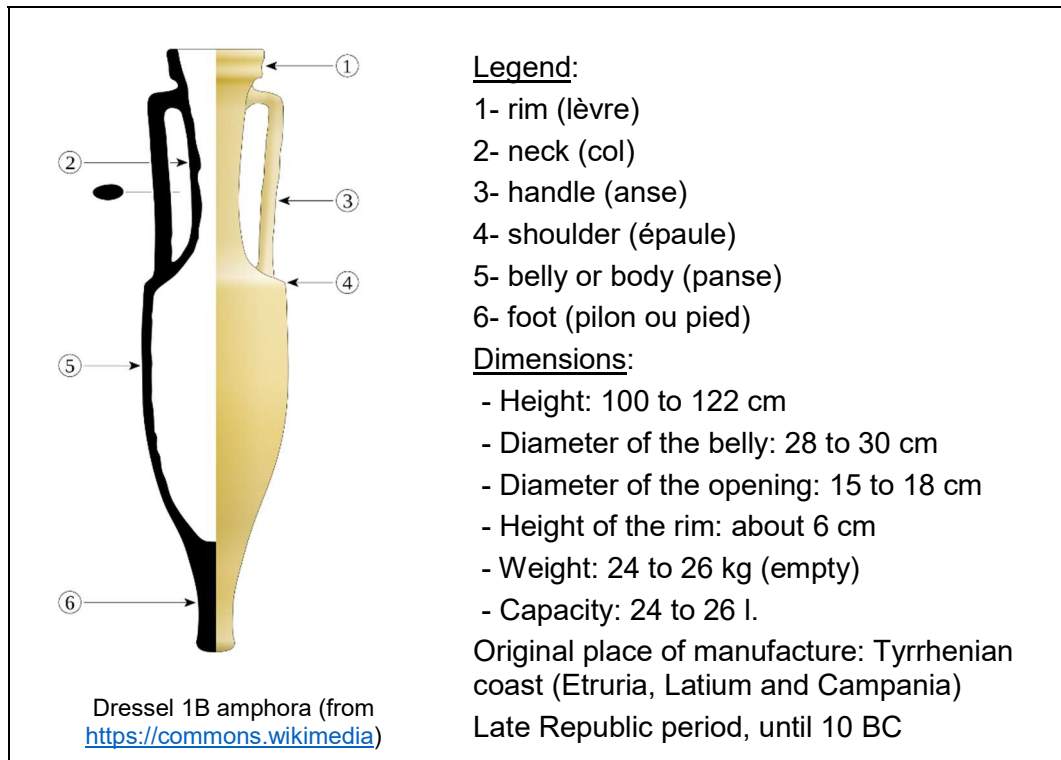 1
2
3
4
5
6
Dressel 1B amphora (from
https://commons.wikimedia)
Legend:
1- rim (lèvre)
2- neck (col)
3- handle (anse)
4- shoulder (épaule)
5- belly or body (panse)
6- foot (pilon ou pied)
Dimensions:
- Height: 100 to 122 cm
- Diameter of the belly: 28 to 30 cm
- Diameter of the opening: 15 to 18 cm
- Height of the rim: about 6 cm
- Weight: 24 to 26 kg (empty)
- Capacity: 24 to 26 l.
Original place of manufacture: Tyrrhenian
coast (Etruria, Latium and Campania)
Late Republic period, until 10 BC